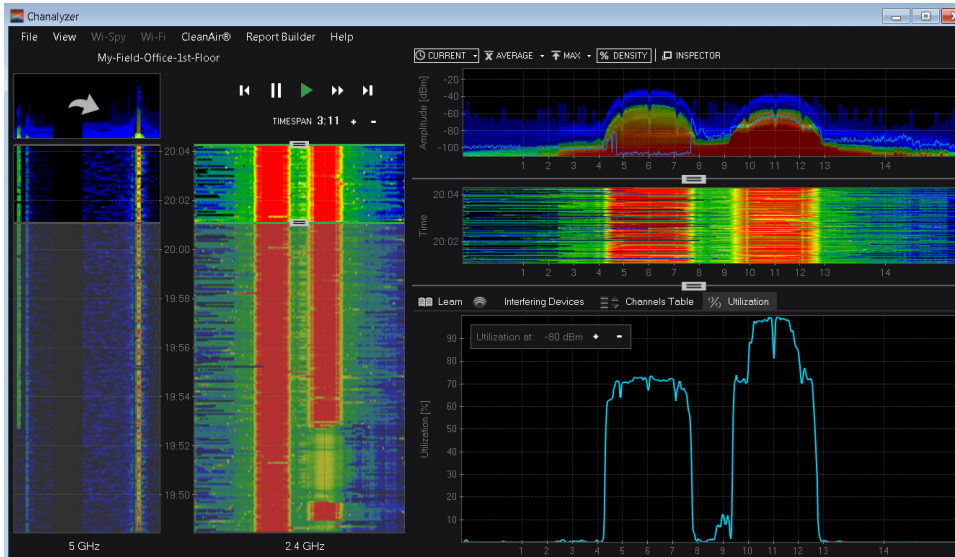 Chanalyzer
File View Wi-Spy Wi-Fi CleanAir® Report Builder Help
My-Field-Office-1st-Floor
TIMESPAN 3:11 + -
20:04
20:02
20:00
19:58
19:56
19:54
19:52
19:50
5 GHz
2.4 GHz
CURRENT AVERAGE MAX % DENSITY INSPECTOR
Amplitude [dBm]
-20
-40
-60
-80
-100
1 2 3 4 5 6 7 8 9 10 11 12 13 14
Time
20:04
20:02
1 2 3 4 5 6 7 8 9 10 11 12 13 14
Learn Interfering Devices Channels Table Utilization
Utilization at: -80 dBm + -
Utilization [%]
90
80
70
60
50
40
30
20
10
1 2 3 4 5 6 7 8 9 10 11 12 13 14